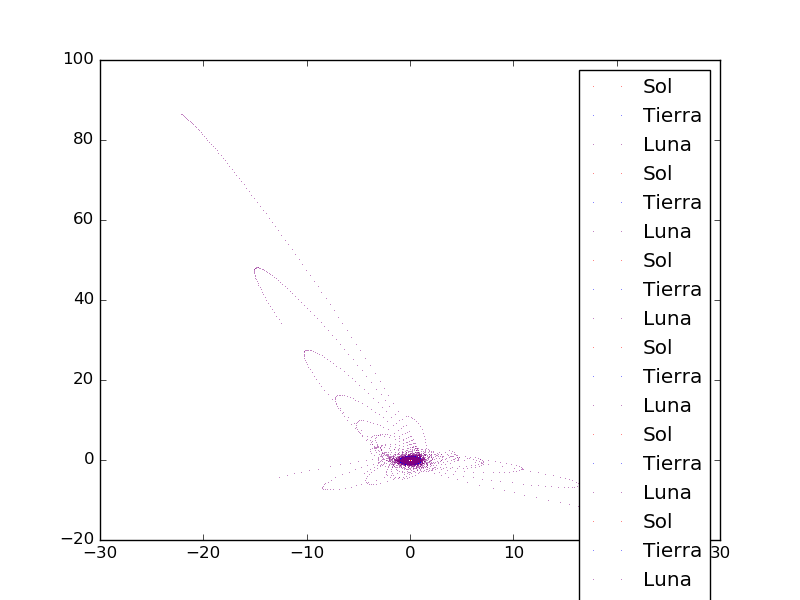 100
80
60
40
20
0
−20
−30
−20
−10
0
10
30
Sol
Tierra
Luna
Sol
Tierra
Luna
Sol
Tierra
Luna
Sol
Tierra
Luna
Sol
Tierra
Luna
Sol
Tierra
Luna